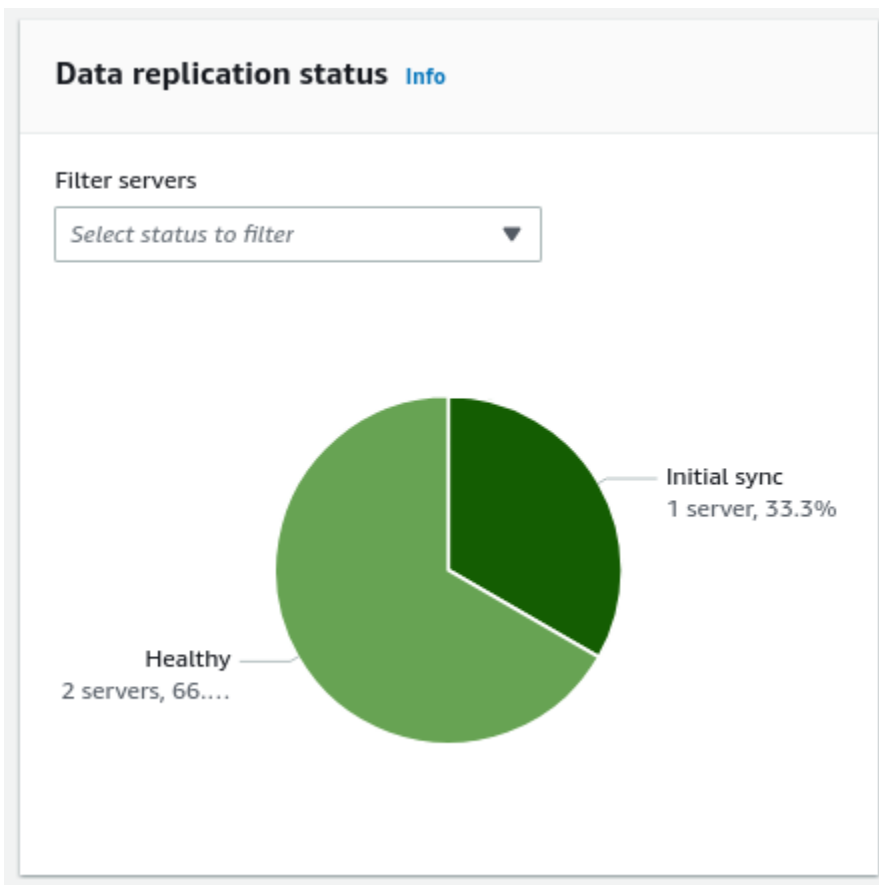 Data replication status Info
Filter servers
Select status to filter
Initial sync
1 server, 33.3%
Healthy
2 servers, 66....